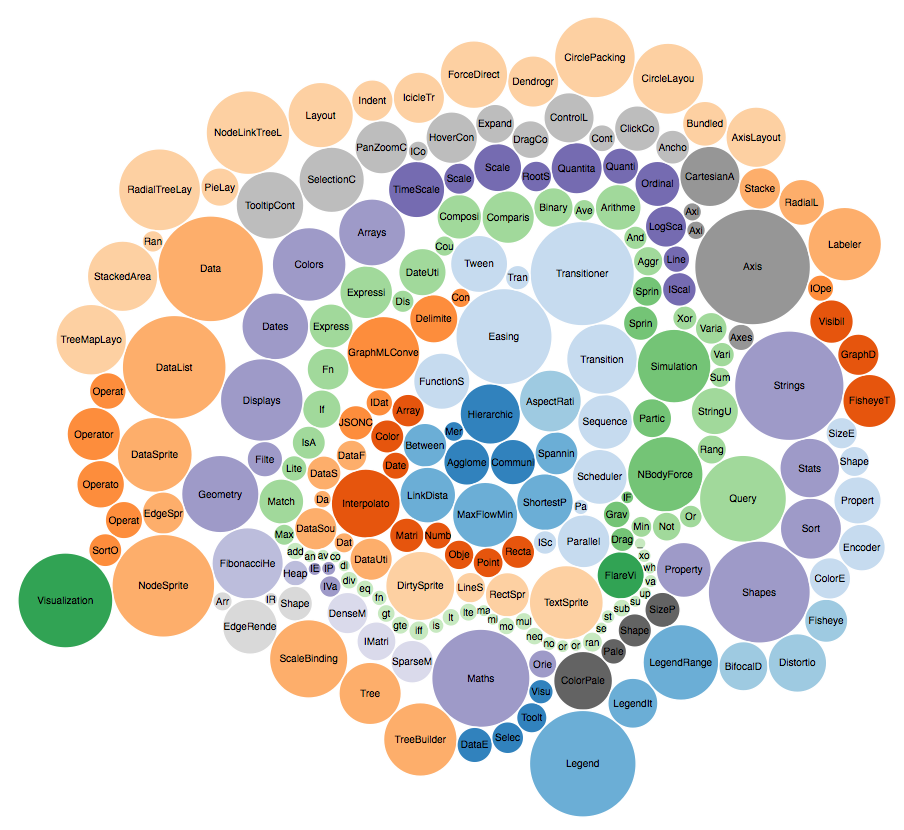 CirclePacking
ForceDirect
CircleLayou
Dendrogr
IcicleTr
Indent
Layout
NodeLinkTreeL
Expand
ControlL
ClickCo
Bundled
AxisLayout
HoverCon
DragCo
Cont
Ancho
PanZoomC
ICo
SelectionC
Scale
Quantita
Quanti
CartesianA
TimeScale
Scale
RootS
Ordinal
Stacke
RadialL
RadialTreeLay
PieLay
TooltipCont
Arrays
Composi
Comparis
Binary
Ave
Arithme
LogSca
Axi
Axi
Labeler
Ran
And
Cou
Data
Colors
Tween
Tran
Transitioner
Aggr
Line
Axis
StackedArea
DateUti
Expressi
Dis
Con
Sprin
IScal
IOpe
Dates
Express
Delimite
Easing
Sprin
Xor
Varia
Axes
Visibil
TreeMapLayo
DataList
Fn
GraphMLConve
Transition
Simulation
Vari
Sum
GraphD
FunctionS
Strings
Operat
Displays
If
IDat
Array
Hierarchic
AspectRati
Sequence
Partic
StringU
FisheyeT
JSONC
Color
Mer
Operator
IsA
Between
SizeE
DataSprite
Filte
Lite
DataF
DataS
Date
Agglome
Communi
Spannin
Scheduler
Rang
NBodyForce
Stats
Shape
Operato
Geometry
Match
Da
Interpolato
LinkDista
MaxFlowMin
ShortestP
Pa
IF
Query
Propert
Operat
EdgeSpr
Max
DataSou
Grav
Min
Not
Or
Sort
SortO
Dat
Matri
Numb
ISc
Parallel
Drag
Encoder
add
an
av
co
Obje
Point
Recta
xo
FibonacciHe
DataUti
di
wh
Visualization
NodeSprite
Heap
IE
IP
div
IVa
eq
DirtySprite
LineS
RectSpr
TextSprite
FlareVi
va
up
Property
Shapes
ColorE
Arr
IR
Shape
fn
gt
gte
iff
is
lt
lte
ma
mi
mo
mul
neq
no
or
or
ran
se
st
sub
su
SizeP
Fisheye
EdgeRende
DenseM
IMatri
SparseM
Shape
Pale
ScaleBinding
Orie
LegendRange
BifocalD
Distortio
Tree
Maths
Visu
ColorPale
LegendIt
Toolt
TreeBuilder
DataE
Selec
Legend